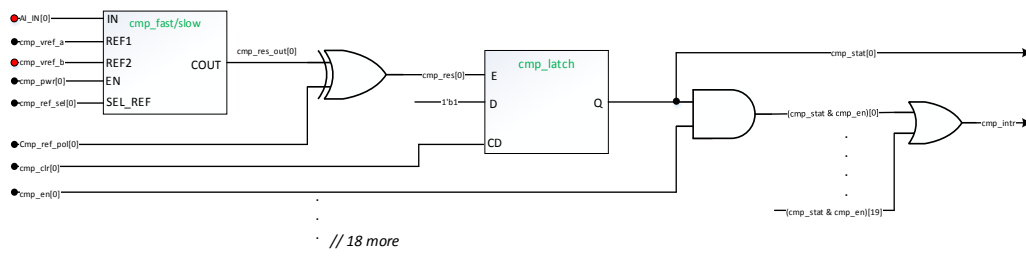 AI_IN[0]
cmp_vref_a
cmp_vref_b
cmp_pwr[0]
cmp_ref_sel[0]
Cmp_ref_pol[0]
cmp_clr[0]
cmp_en[0]
cmp_fast/slow
IN
REF1
REF2
EN
SEL_REF
COUT
cmp_res_out[0]
cmp_res[0]
1'b1
cmp_latch
E
D
CD
Q
cmp_stat[0]
(cmp_stat & cmp_en)[0]
(cmp_stat & cmp_en)[19]
cmp_intr
// 18 more